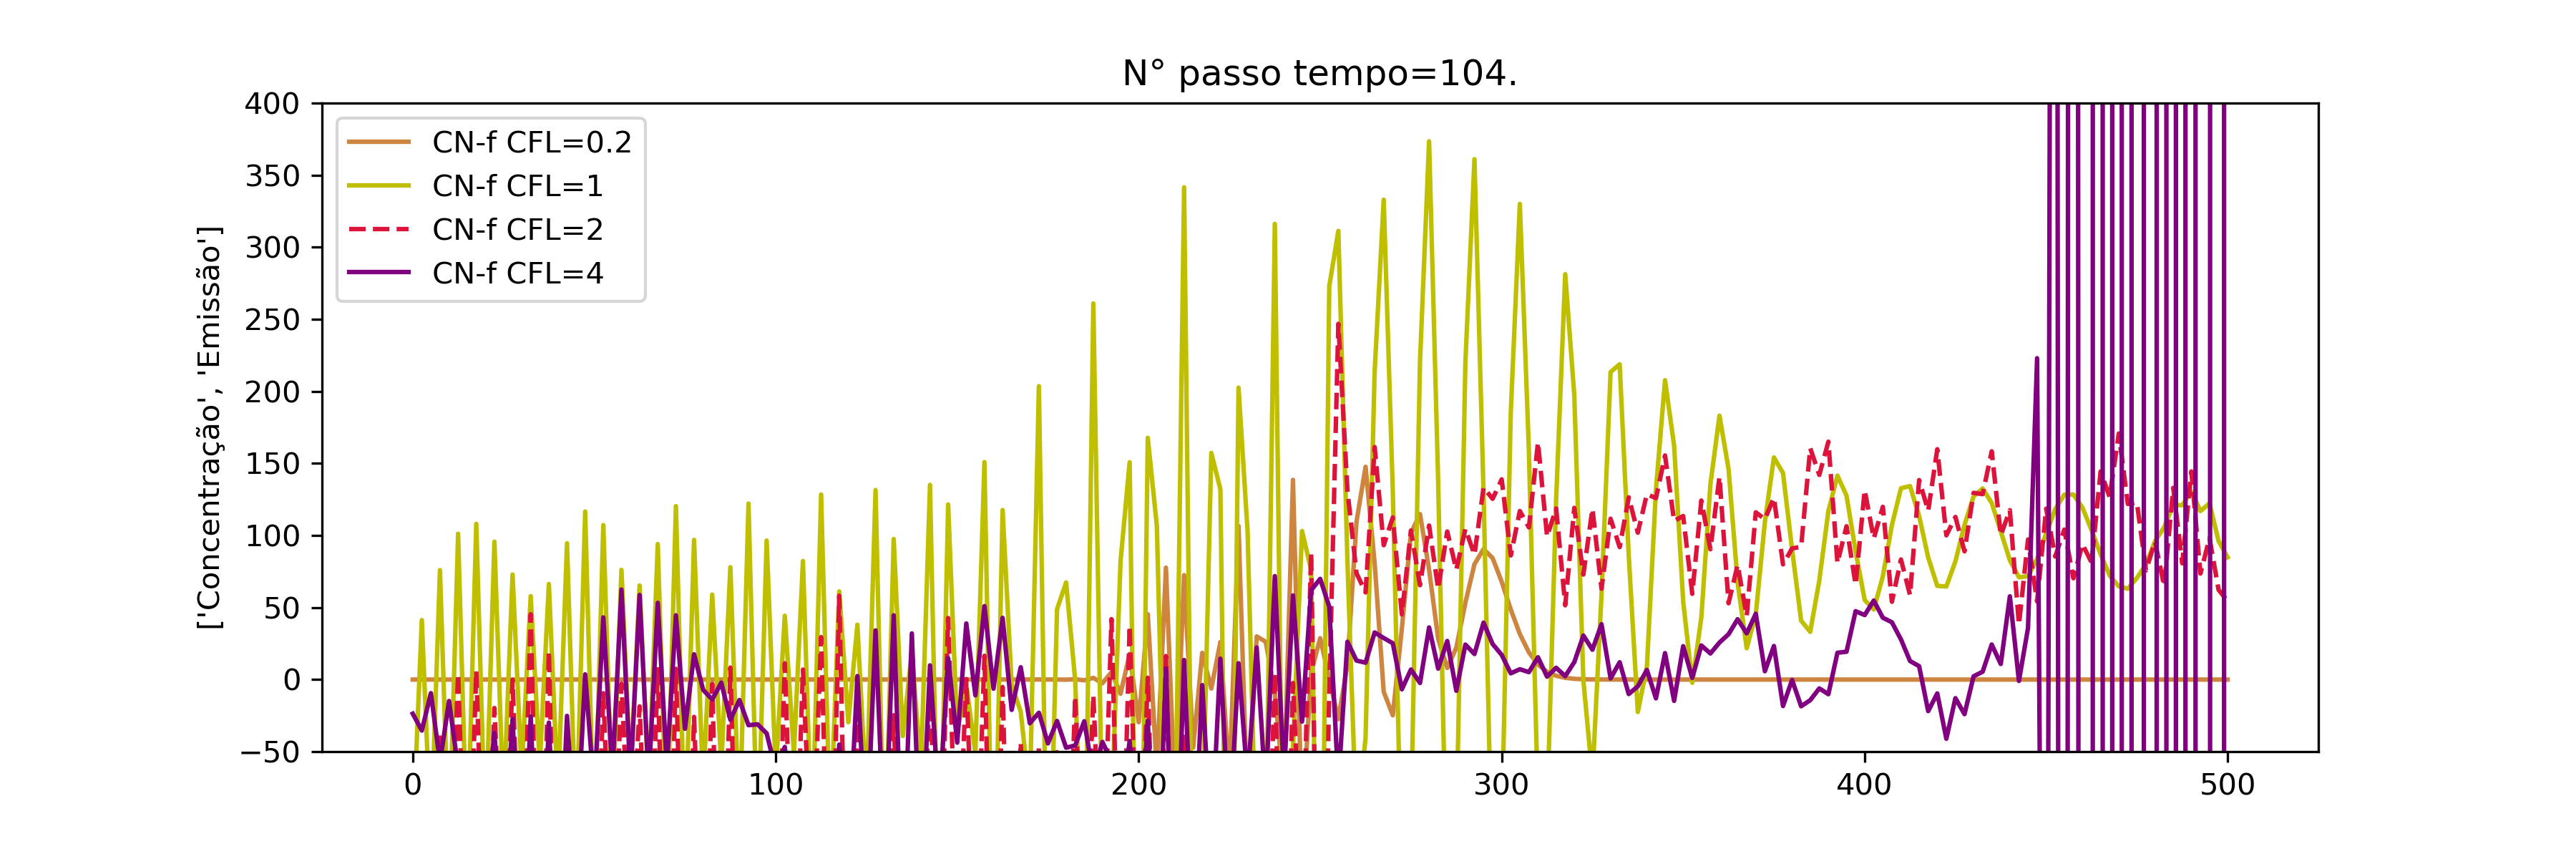 N° passo tempo=104.
['Concentração', 'Emissão']
400
350
300
250
200
150
100
50
0
−50
CN-f CFL=0.2
CN-f CFL=1
CN-f CFL=2
CN-f CFL=4
0
100
200
300
400
500